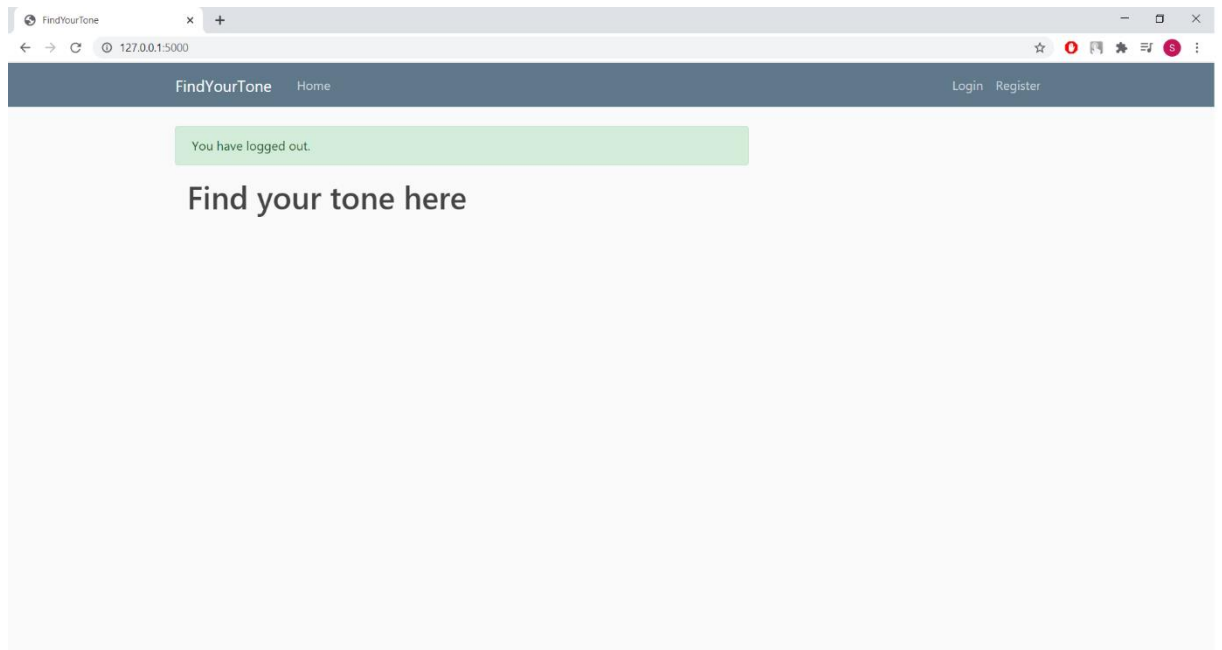 FindYourTone
127.0.0.1:5000
S
FindYourTone Home Login Register
You have logged out.
Find your tone here